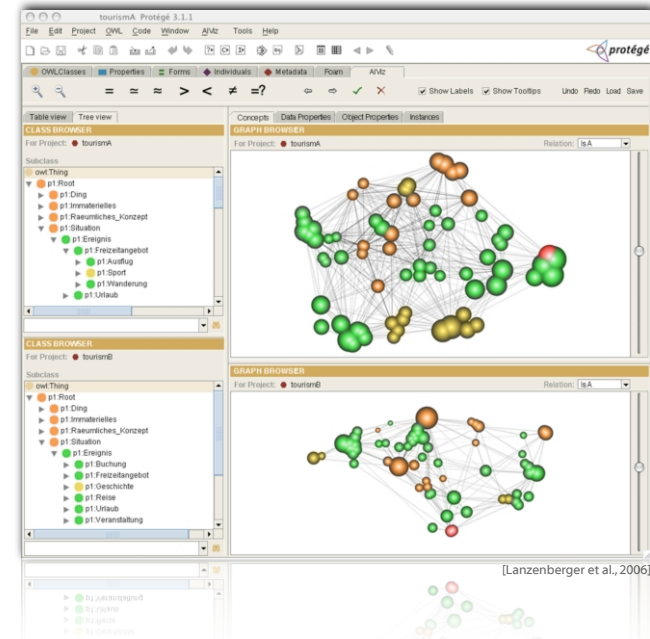 tourismA Protégé 3.1.1
File Edit Project OWL Code Window AlViz Tools Help
protégé
OWLClasses Properties Forms Individuals Metadata Foam AlViz
= ≃ ≈ > < ≠ =? Show Labels Show Tooltips Undo Redo Load Save
Table view Tree view
CLASS BROWSER
For Project: tourismA
Subclass
owl:Thing
p1:Root
p1:Ding
p1:Immaterielles
p1:Raeumliches_Konzept
p1:Situation
p1:Ereignis
p1:Freizeitangebot
p1:Ausflug
p1:Sport
p1:Wanderung
p1:Urlaub
Concepts Data Properties Object Properties Instances
GRAPH BROWSER
For Project: tourismA Relation: IsA
CLASS BROWSER
For Project: tourismB
Subclass
owl:Thing
p1:Root
p1:Ding
p1:Immaterielles
p1:Raeumliches_Konzept
p1:Situation
p1:Ereignis
p1:Buchung
p1:Freizeitangebot
p1:Geschichte
p1:Reise
p1:Urlaub
p1:Veranstaltung
GRAPH BROWSER
For Project: tourismB Relation: IsA
[Lanzenberger et al., 2006]